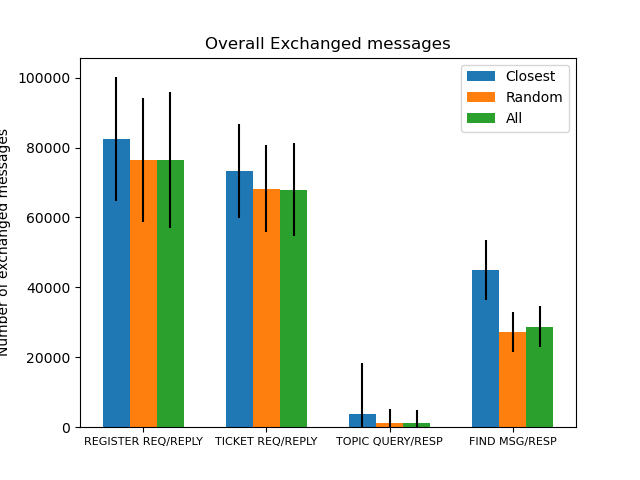 Overall Exchanged messages
Number of exchanged messages
100000
80000
60000
40000
20000
0
REGISTER REQ/REPLY
TICKET REQ/REPLY
TOPIC QUERY/RESP
FIND MSG/RESP
Closest
Random
All